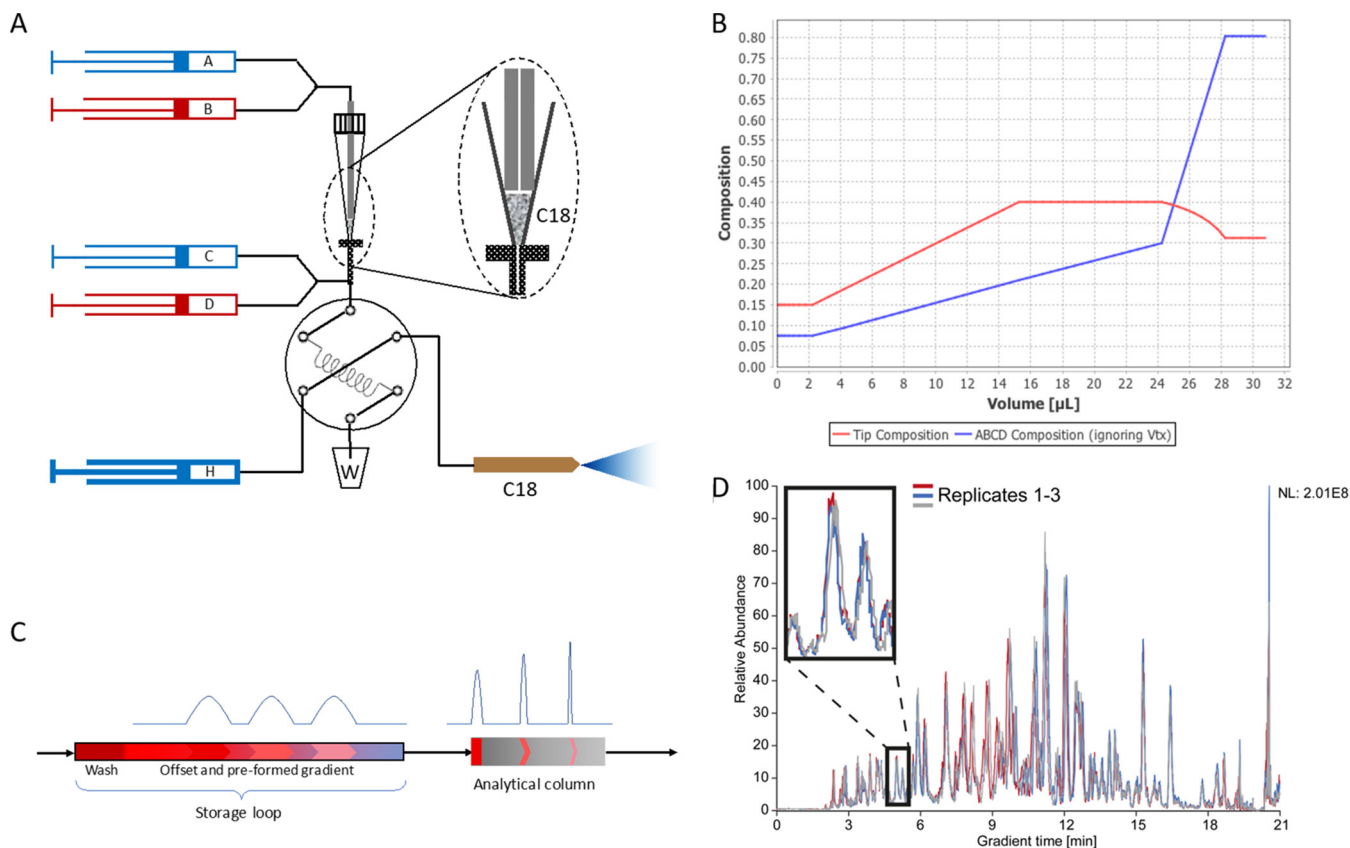 A
A
B
C18
C
D
H
W
C18
B
Composition
0.80
0.75
0.70
0.65
0.60
0.55
0.50
0.45
0.40
0.35
0.30
0.25
0.20
0.15
0.10
0.05
0.00
0 2 4 6 8 10 12 14 16 18 20 22 24 26 28 30 32
Volume [µL]
Tip Composition ABCD Composition (ignoring Vtx)
C
Wash Offset and pre-formed gradient
Storage loop
Analytical column
D
Replicates 1-3
NL: 2.01E8
Relative Abundance
100
90
80
70
60
50
40
30
20
10
0
0 3 6 9 12 15 18 21
Gradient time [min]